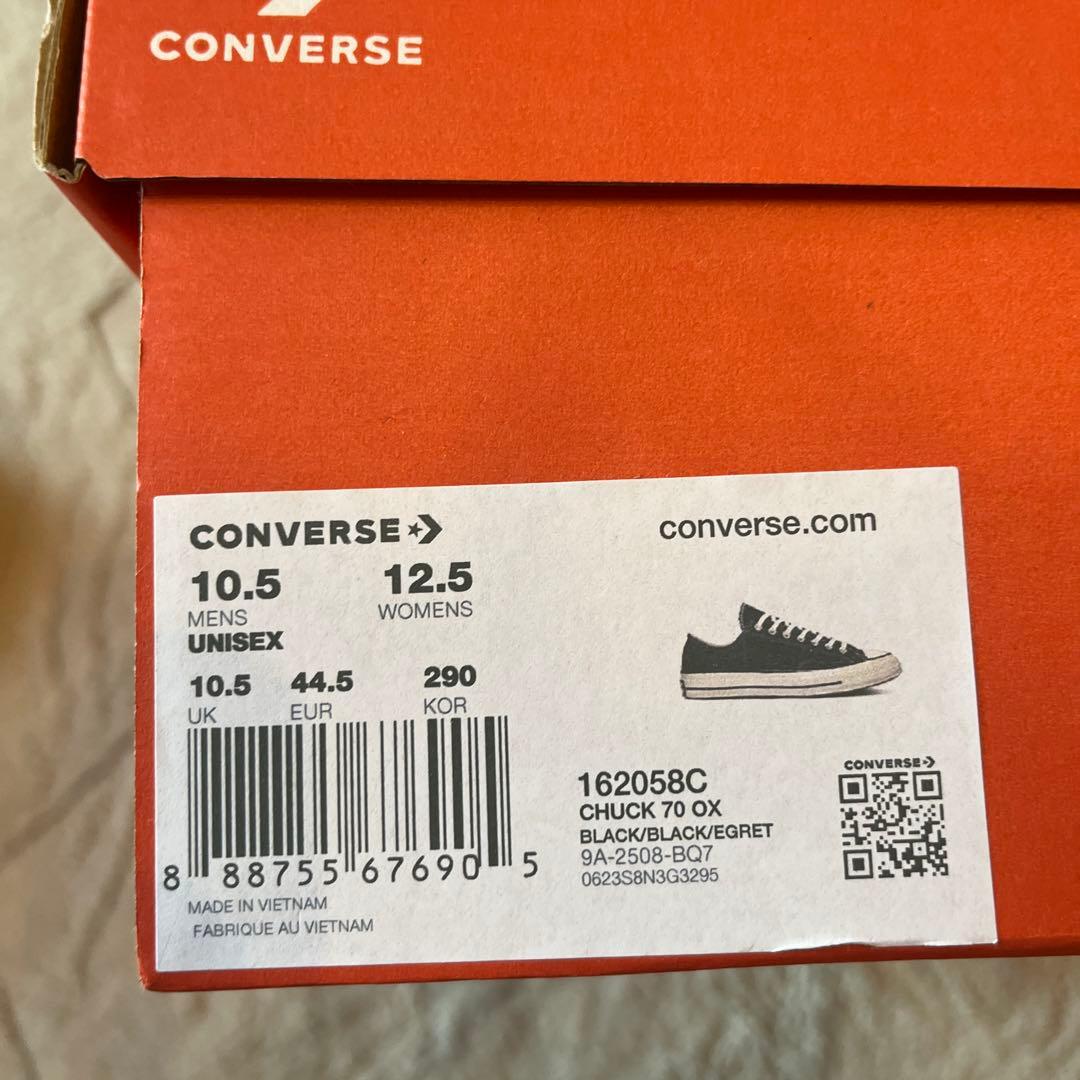 CONVERSE
CONVERSE
converse.com
10.5 12.5
MENS WOMENS
UNISEX
10.5 44.5 290
UK EUR KOR
8 88755 67690 5
MADE IN VIETNAM
FABRIQUE AU VIETNAM
162058C
CHUCK 70 OX
BLACK/BLACK/EGRET
9A-2508-BQ7
0623S8N3G3295
CONVERSE